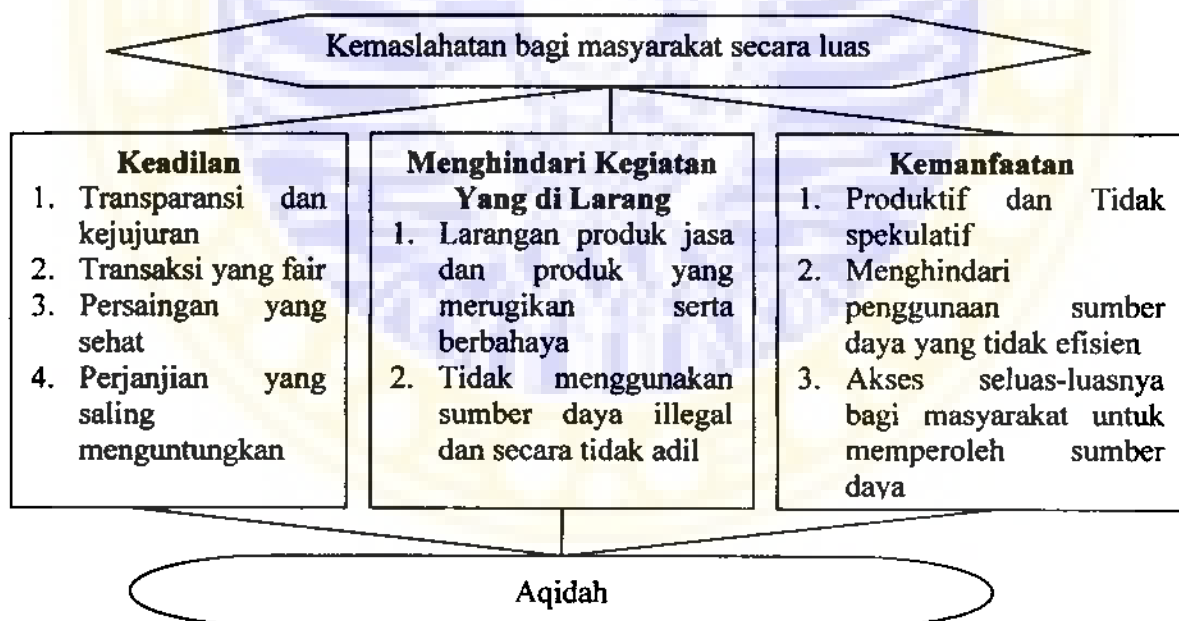 Kemaslahatan bagi masyarakat secara luas
Keadilan
1. Transparansi dan
kejujuran
2. Transaksi yang fair
3. Persaingan yang
sehat
4. Perjanjian yang
saling
menguntungkan
Menghindari Kegiatan
Yang di Larang
1. Larangan produk jasa
dan produk yang
merugikan serta
berbahaya
2. Tidak menggunakan
sumber daya illegal
dan secara tidak adil
Kemanfaatan
1. Produktif dan Tidak
spekulatif
2. Menghindari
penggunaan sumber
daya yang tidak efisien
3. Akses seluas-luasnya
bagi masyarakat untuk
memperoleh sumber
daya
Aqidah